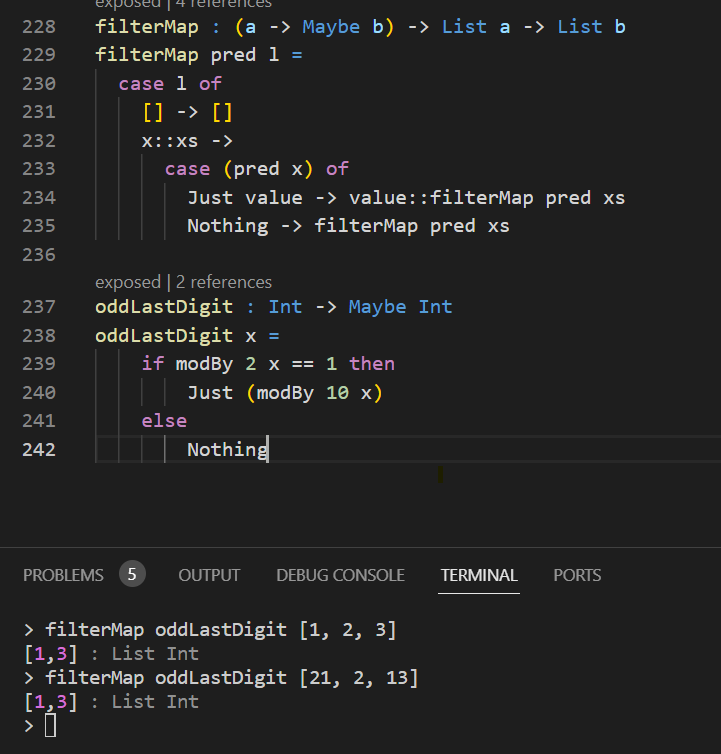 exposed | 4 references
228 filterMap : (a -> Maybe b) -> List a -> List b
229 filterMap pred l =
230 case l of
231 [] -> []
232 x::xs ->
233 case (pred x) of
234 Just value -> value::filterMap pred xs
235 Nothing -> filterMap pred xs
236
exposed | 2 references
237 oddLastDigit : Int -> Maybe Int
238 oddLastDigit x =
239 if modBy 2 x == 1 then
240 Just (modBy 10 x)
241 else
242 Nothing
PROBLEMS 5 OUTPUT DEBUG CONSOLE TERMINAL PORTS
> filterMap oddLastDigit [1, 2, 3]
[1,3] : List Int
> filterMap oddLastDigit [21, 2, 13]
[1,3] : List Int
>